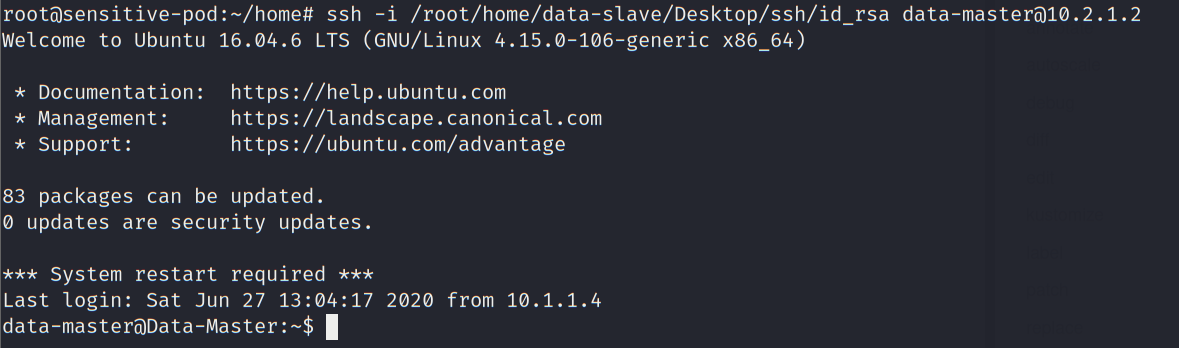 root@sensitive-pod:~/home# ssh -i /root/home/data-slave/Desktop/ssh/id_rsa data-master@10.2.1.2
Welcome to Ubuntu 16.04.6 LTS (GNU/Linux 4.15.0-106-generic x86_64)

 * Documentation:  https://help.ubuntu.com
 * Management:     https://landscape.canonical.com
 * Support:        https://ubuntu.com/advantage

83 packages can be updated.
0 updates are security updates.

*** System restart required ***
Last login: Sat Jun 27 13:04:17 2020 from 10.1.1.4
data-master@Data-Master:~$